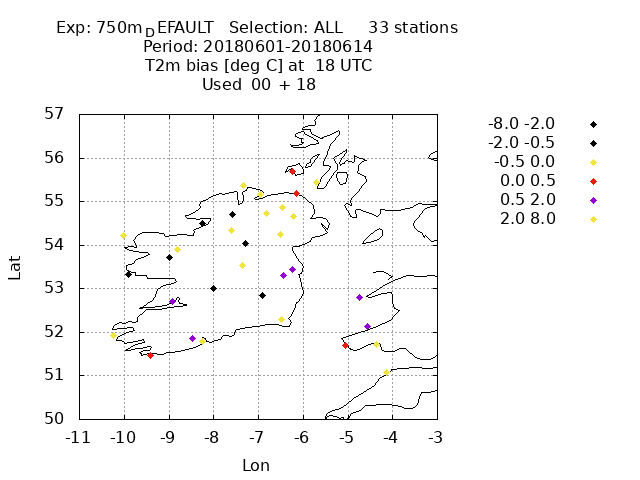 Exp: 750mDEFAULT Selection: ALL 33 stations
Period: 20180601-20180614
T2m bias [deg C] at 18 UTC
Used 00 + 18
57
56
55
54
53
52
51
50
-11 -10 -9 -8 -7 -6 -5 -4 -3
Lat
Lon
-8.0 -2.0
-2.0 -0.5
-0.5 0.0
0.0 0.5
0.5 2.0
2.0 8.0